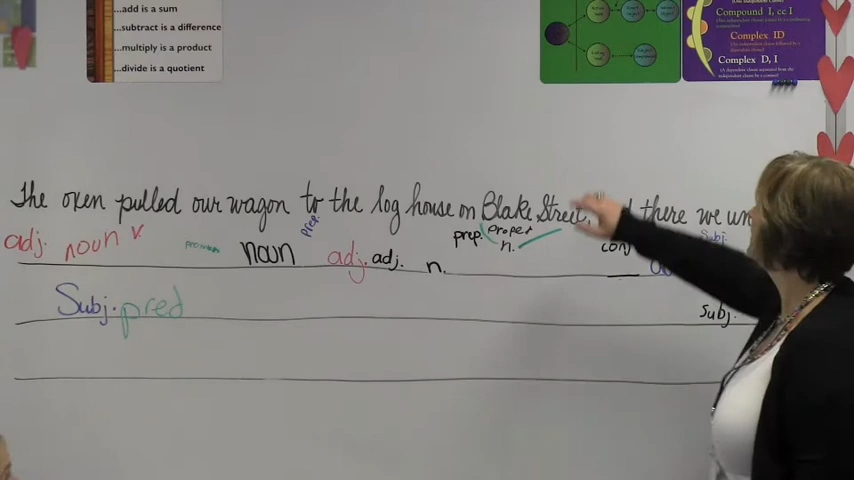 ...add is a sum
...subtract is a difference
...multiply is a product
...divide is a quotient
Compound I, cc I
Complex ID
Complex D, I
The oxen pulled our wagon to the log house on Blake Street, there we un
adj. noun v. pronoun noun prep. adj. adj. n. prep. proper n. conj Subj.
Subj. pred Subj.